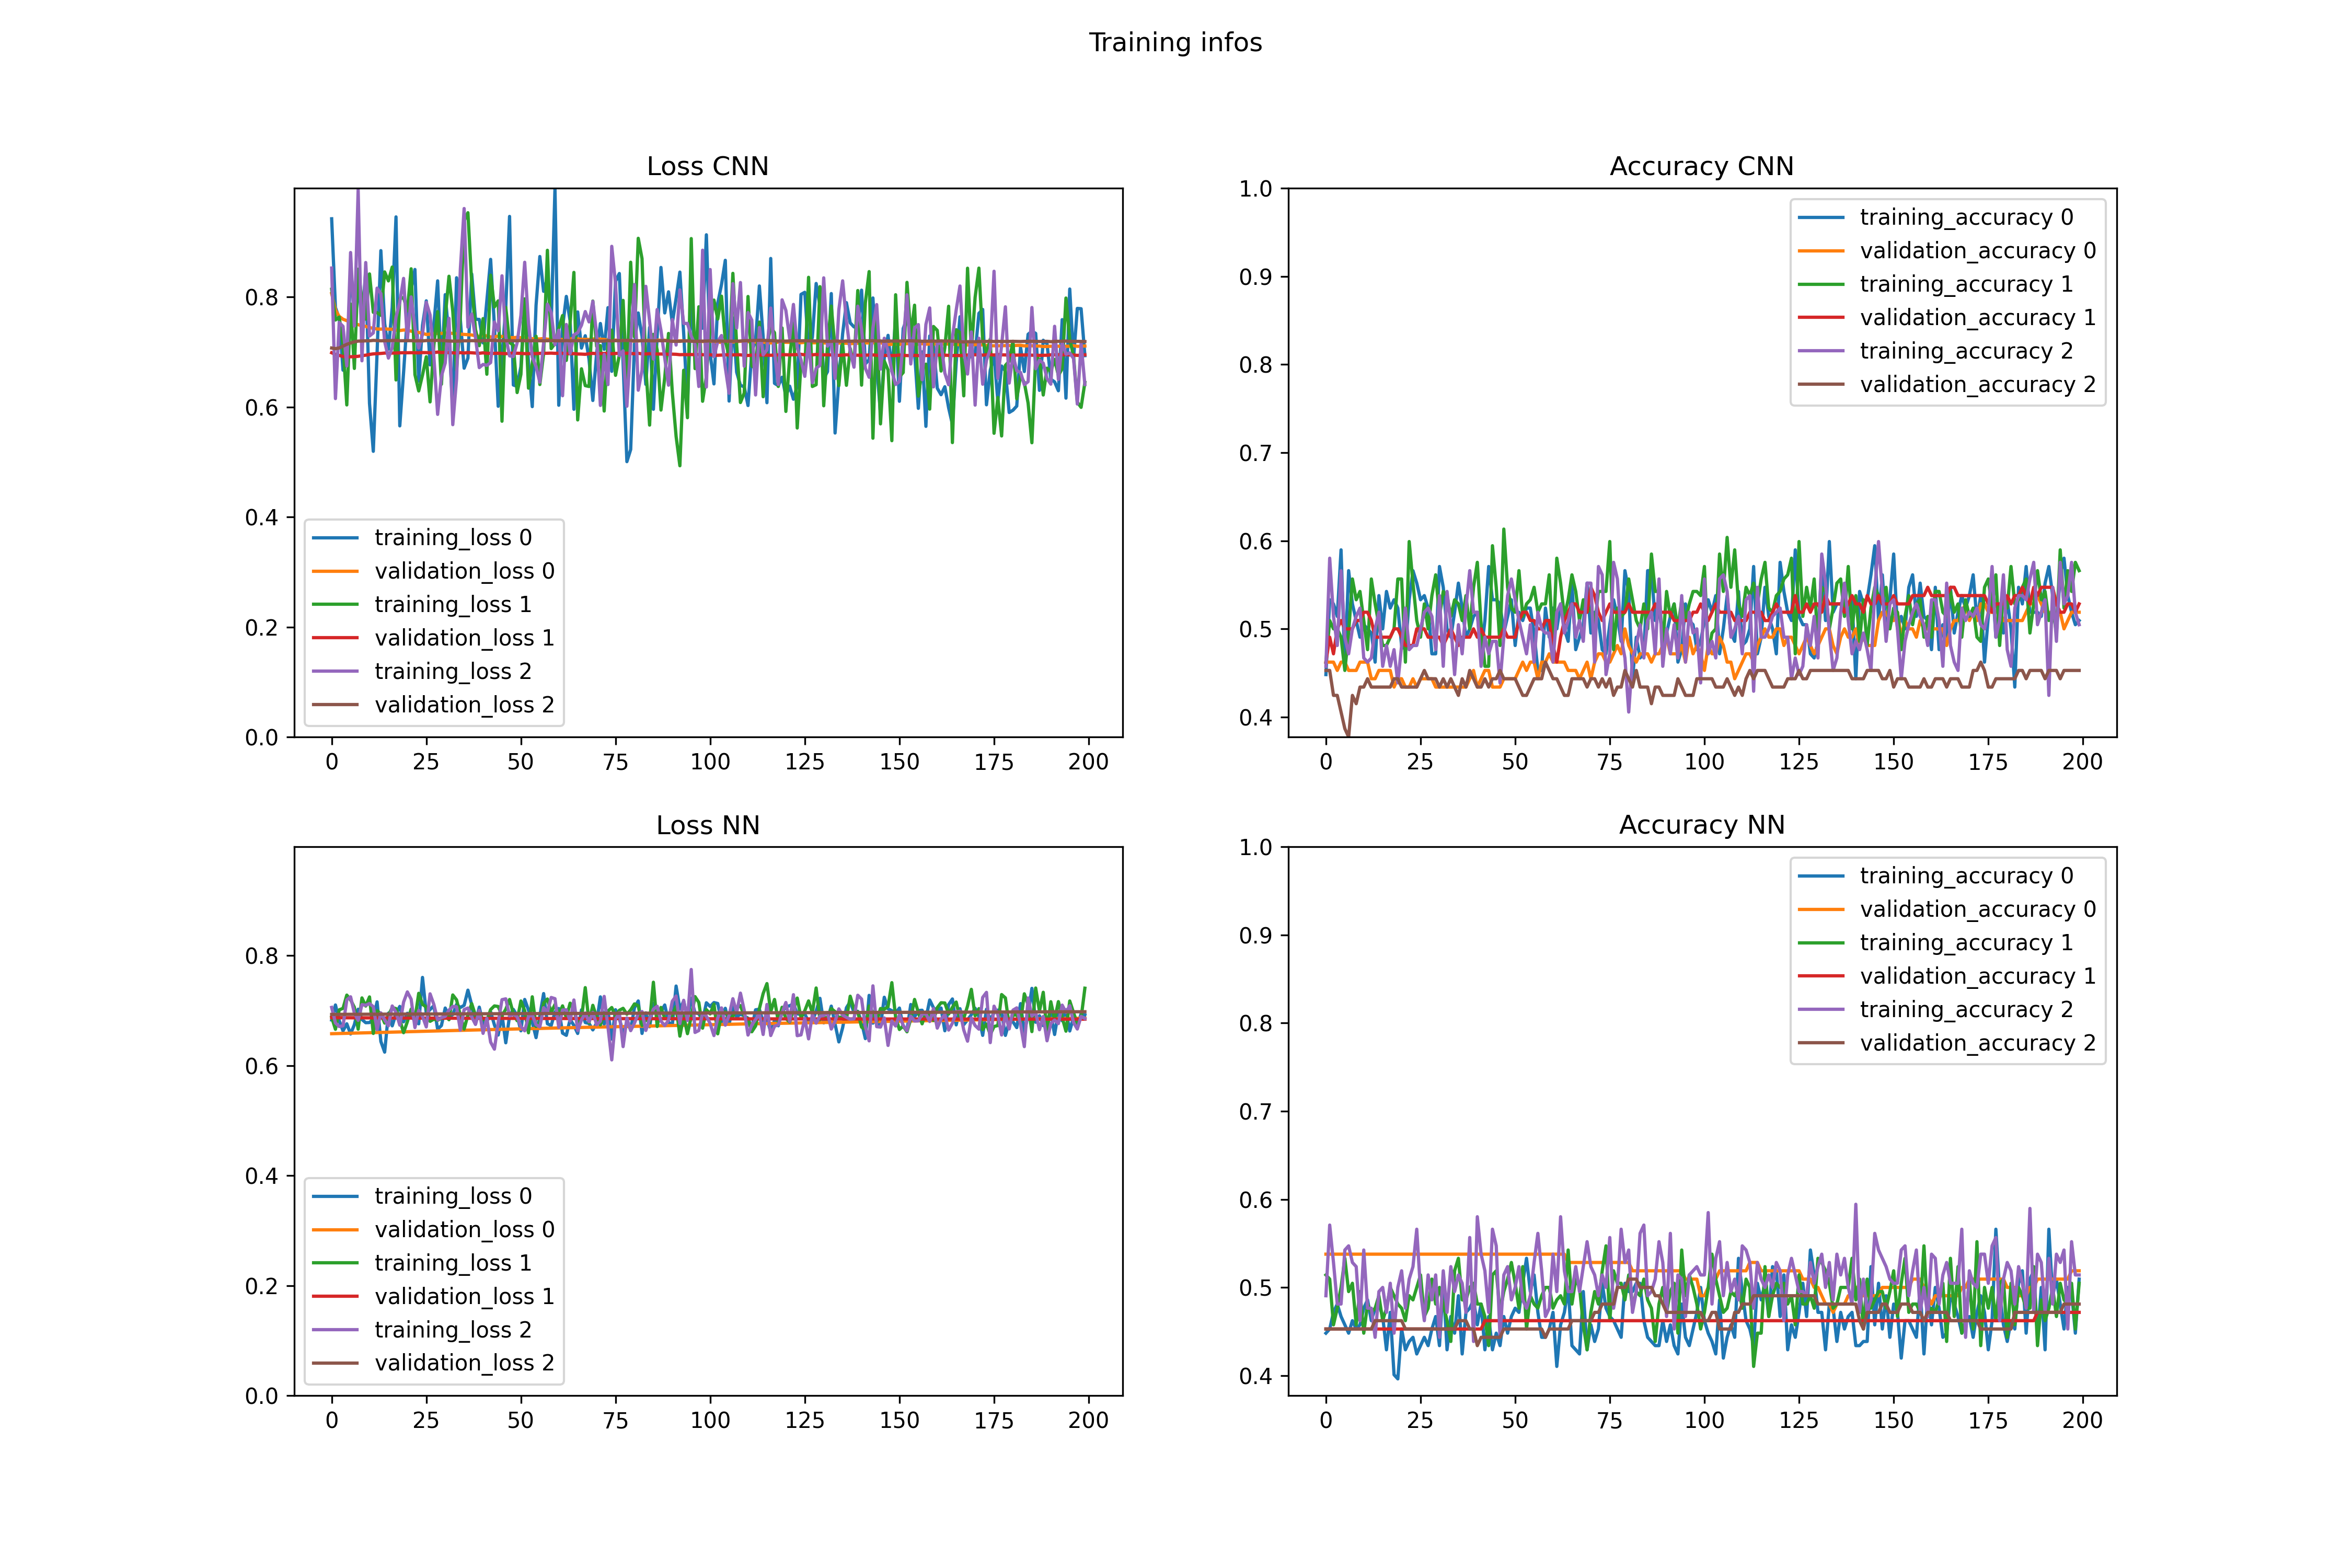 Training infos
Loss CNN
0.8
0.6
0.4
0.2
0.0
training_loss 0
validation_loss 0
training_loss 1
validation_loss 1
training_loss 2
validation_loss 2
0 25 50 75 100 125 150 175 200
Accuracy CNN
1.0
0.9
0.8
0.7
0.6
0.5
0.4
training_accuracy 0
validation_accuracy 0
training_accuracy 1
validation_accuracy 1
training_accuracy 2
validation_accuracy 2
0 25 50 75 100 125 150 175 200
Loss NN
0.8
0.6
0.4
0.2
0.0
training_loss 0
validation_loss 0
training_loss 1
validation_loss 1
training_loss 2
validation_loss 2
0 25 50 75 100 125 150 175 200
Accuracy NN
1.0
0.9
0.8
0.7
0.6
0.5
0.4
training_accuracy 0
validation_accuracy 0
training_accuracy 1
validation_accuracy 1
training_accuracy 2
validation_accuracy 2
0 25 50 75 100 125 150 175 200